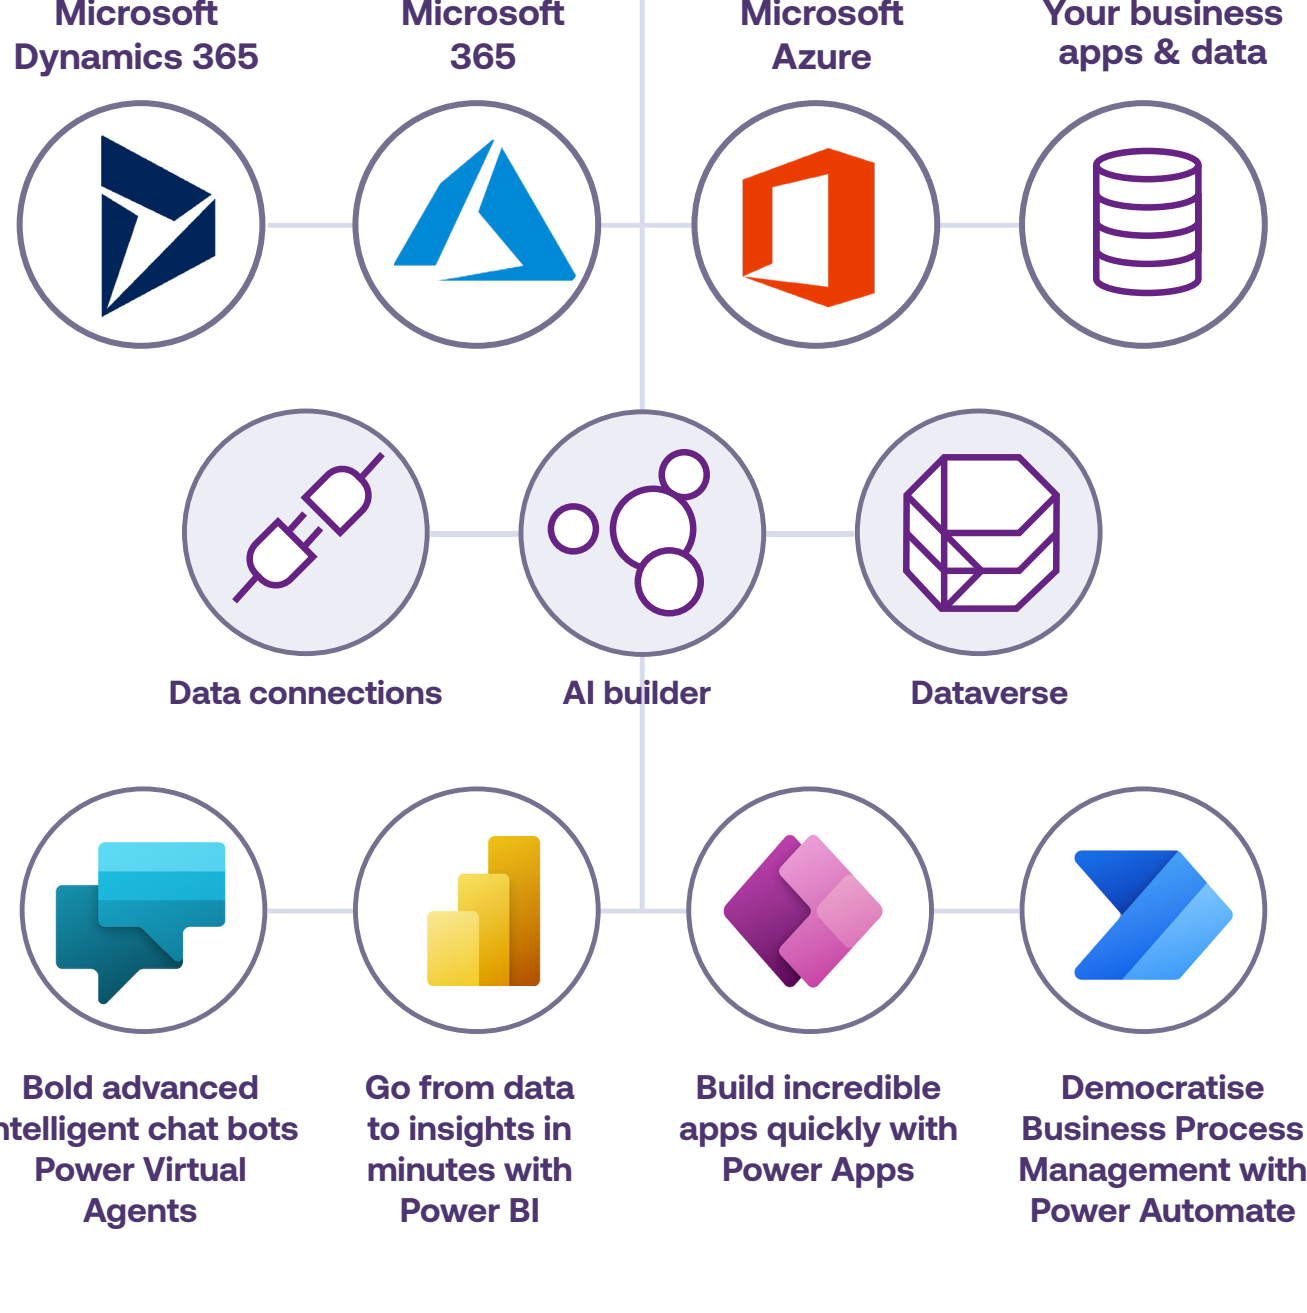 Microsoft
Dynamics 365
Microsoft
365
Microsoft
Azure
Your business
apps & data
Data connections
AI builder
Dataverse
Bold advanced
ntelligent chat bots
Power Virtual
Agents
Go from data
to insights in
minutes with
Power BI
Build incredible
apps quickly with
Power Apps
Democratise
Business Process
Management with
Power Automate